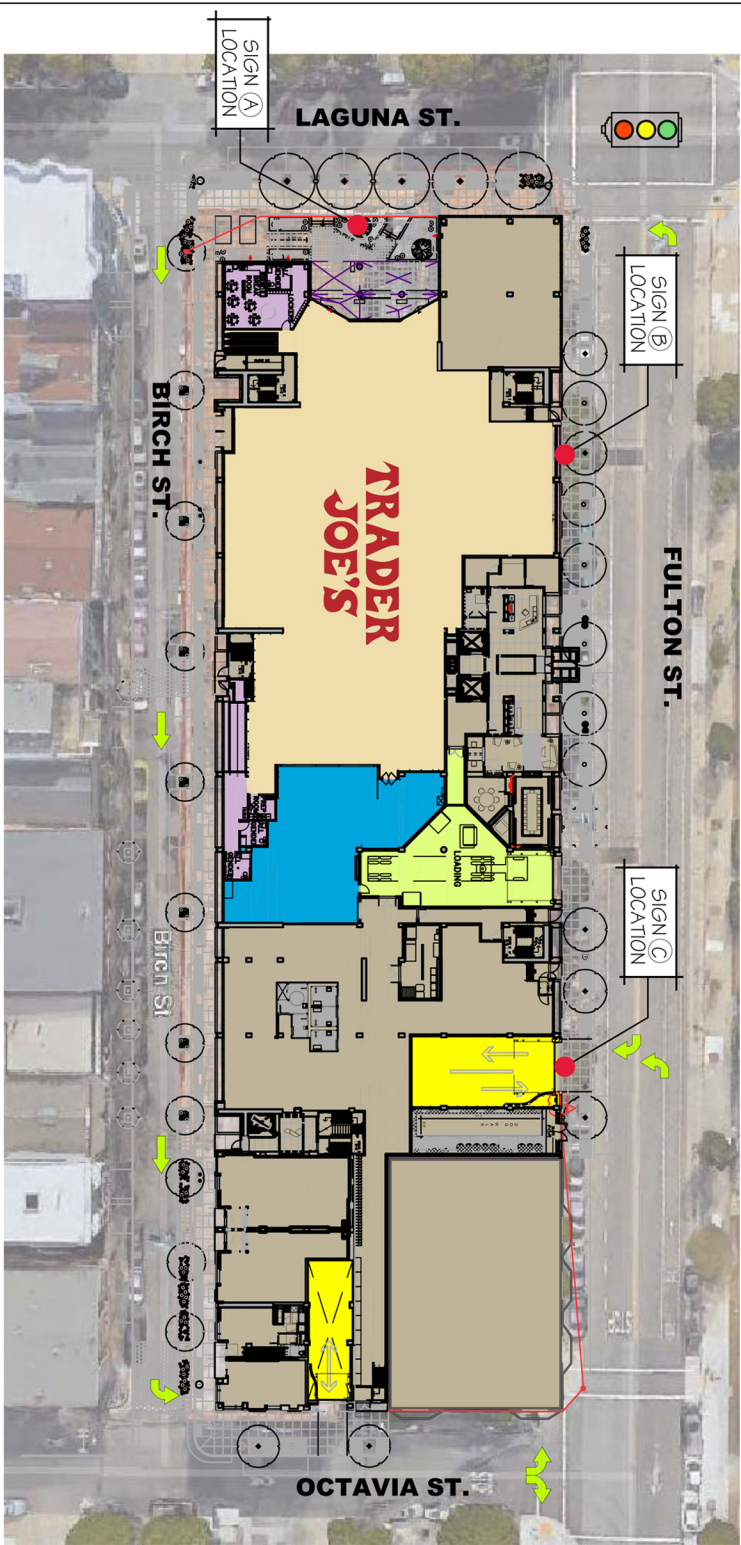 SIGN A
LOCATION
LAGUNA ST.
SIGN B
LOCATION
BIRCH ST.
TRADER
JOE'S
FULTON ST.
LOADING
SIGN C
LOCATION
Birch St
OCTAVIA ST.